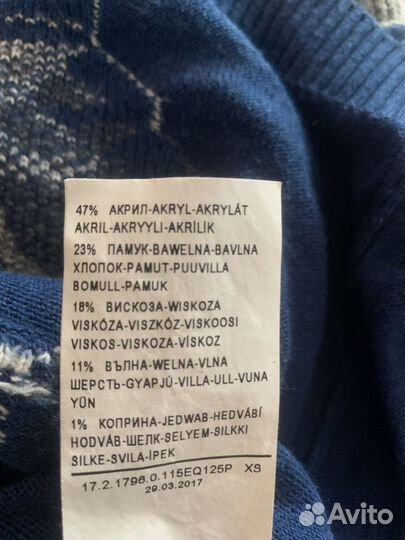 47% АКРИЛ-AKRYL-AKRYLÁT
AKRIL-AKRYYLI-AKRİLİK
23% ПАМУК-BAWELNA-BAVLNA
ХЛОПОК-PAMUT-PUUVILLA
BOMULL-PAMUK
18% ВИСКОЗА-WISKOZA
VISKÓZA-VISZKÓZ-VISKOOSI
VISKOS-VISKOZA-VİSKOZ
11% ВЪЛНА-WELNA-VLNA
ШЕРСТЬ-GYAPJÚ-VILLA-ULL-VUNA
YÜN
1% КОПРИНА-JEDWAB-HEDVÁBÍ
HODVÁB-ШЕЛК-SELYEM-SILKKI
SILKE-SVILA-İPEK
17.2.1796.0.115EQ125P XS
29.03.2017
Avito